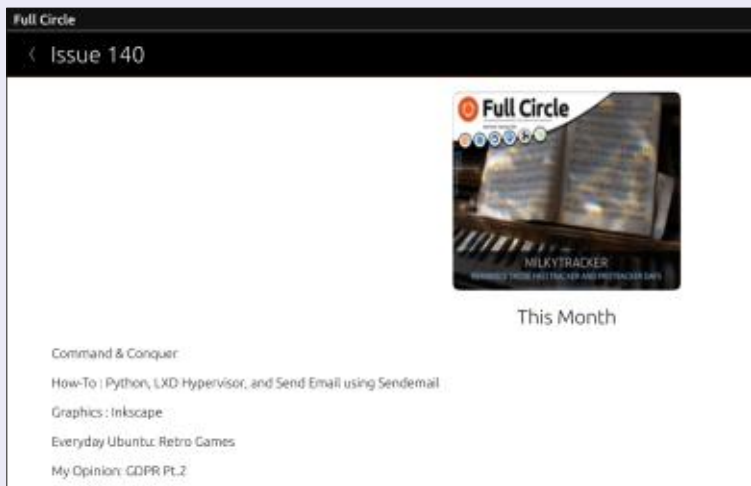 Full Circle
Issue 140
Full Circle
MILKYTRACKER
This Month
Command & Conquer
How-To : Python, LXD Hypervisor, and Send Email using Sendemail
Graphics : Inkscape
Everyday Ubuntu: Retro Games
My Opinion: GDPR Pt.2